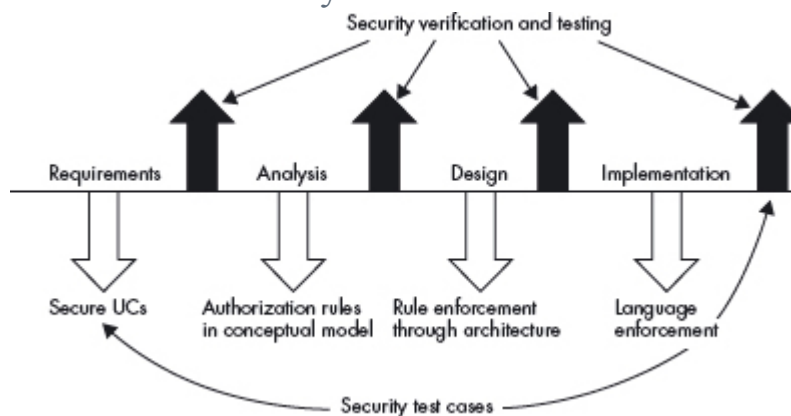 Security verification and testing
Requirements
Analysis
Design
Implementation
Secure UCs
Authorization rules
in conceptual model
Rule enforcement
through architecture
Language
enforcement
Security test cases